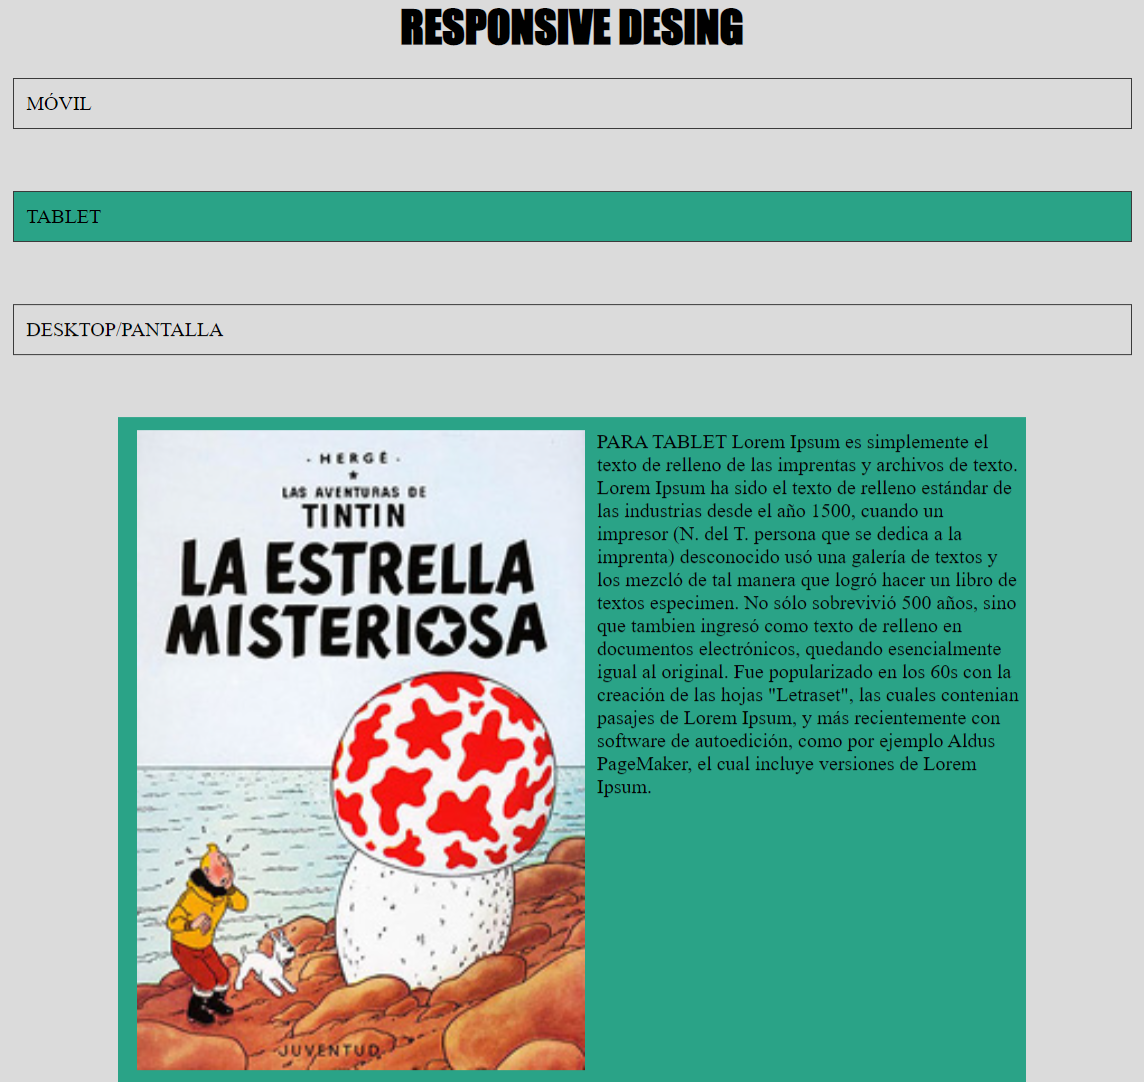 RESPONSIVE DESING
MÓVIL
TABLET
DESKTOP/PANTALLA
· HERGÉ ·
LAS AVENTURAS DE
TINTIN
LA ESTRELLA
MISTERIOSA
JUVENTUD
PARA TABLET Lorem Ipsum es simplemente el
texto de relleno de las imprentas y archivos de texto.
Lorem Ipsum ha sido el texto de relleno estándar de
las industrias desde el año 1500, cuando un
impresor (N. del T. persona que se dedica a la
imprenta) desconocido usó una galería de textos y
los mezcló de tal manera que logró hacer un libro de
textos especimen. No sólo sobrevivió 500 años, sino
que tambien ingresó como texto de relleno en
documentos electrónicos, quedando esencialmente
igual al original. Fue popularizado en los 60s con la
creación de las hojas "Letraset", las cuales contenian
pasajes de Lorem Ipsum, y más recientemente con
software de autoedición, como por ejemplo Aldus
PageMaker, el cual incluye versiones de Lorem
Ipsum.